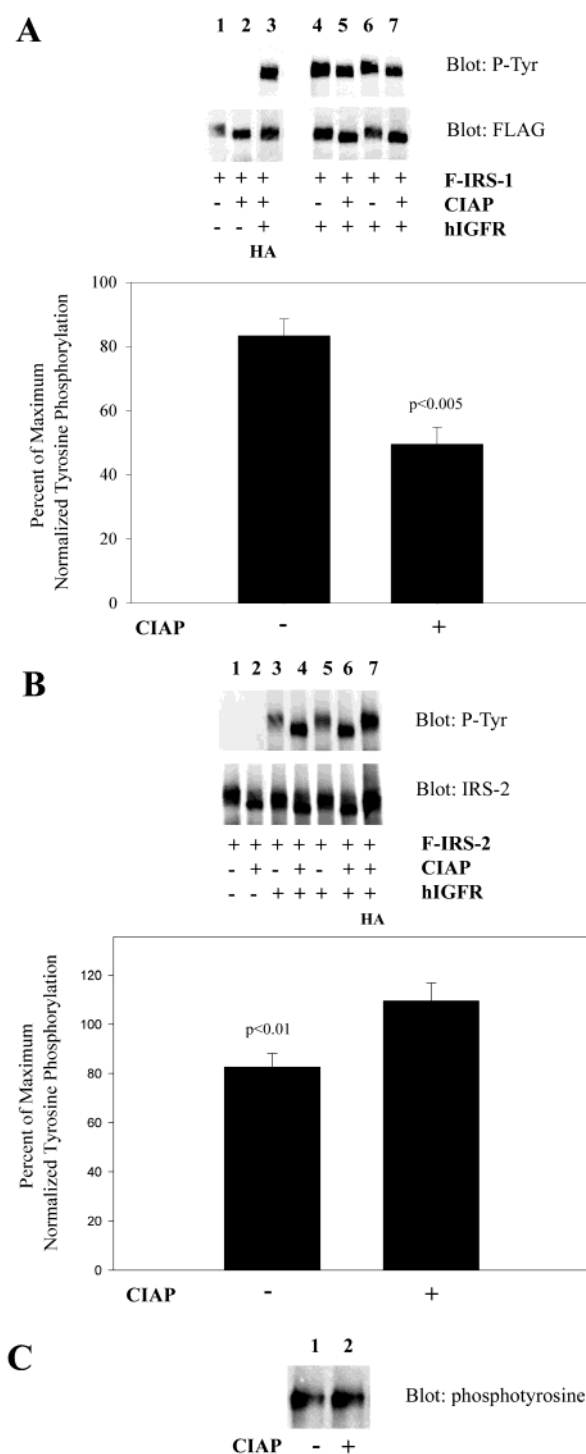 A
1 2 3 4 5 6 7
Blot: P-Tyr
Blot: FLAG
+ + + + + + + F-IRS-1
- + + - + - + CIAP
- - + + + + + hIGFR
HA
Percent of Maximum
Normalized Tyrosine Phosphorylation
100
80
60
40
20
0
p<0.005
CIAP - +
B
1 2 3 4 5 6 7
Blot: P-Tyr
Blot: IRS-2
+ + + + + + + F-IRS-2
- + - + - + + CIAP
- - + + + + + hIGFR
HA
Percent of Maximum
Normalized Tyrosine Phosphorylation
120
100
80
60
40
20
0
p<0.01
CIAP - +
C
1 2
Blot: phosphotyrosine
CIAP - +